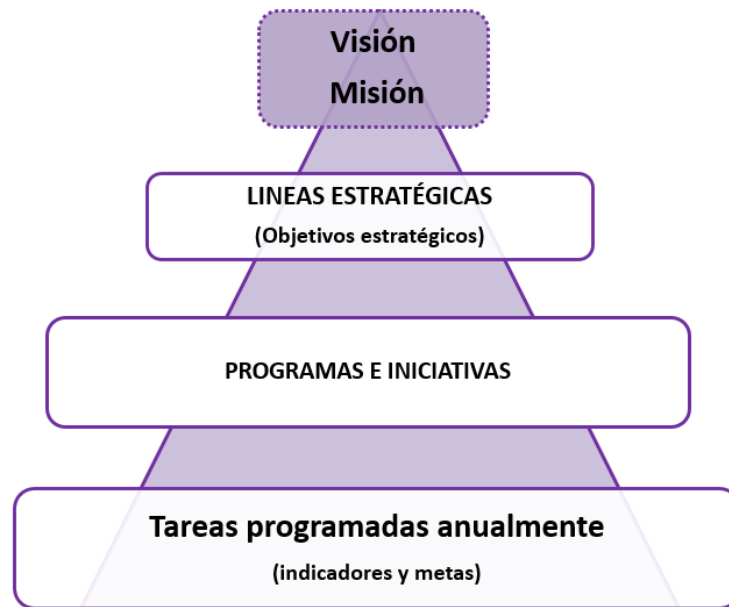 Visión
Misión
LINEAS ESTRATÉGICAS
(Objetivos estratégicos)
PROGRAMAS E INICIATIVAS
Tareas programadas anualmente
(indicadores y metas)